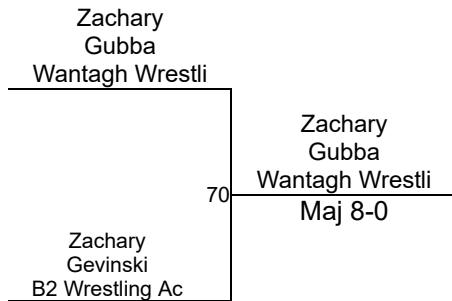 Zachary
Gubba
Wantagh Wrestli
Zachary
Gubba
Wantagh Wrestli
70
Maj 8-0
Zachary
Gevinski
B2 Wrestling Ac